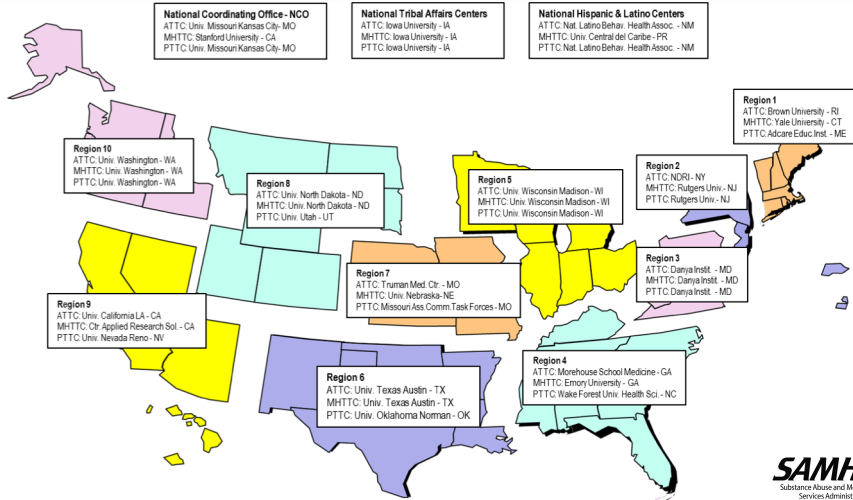 National Coordinating Office - NCO
ATTC: Univ. Missouri Kansas City- MO
MHTTC: Stanford University - CA
PTTC: Univ. Missouri Kansas City- MO
National Tribal Affairs Centers
ATTC: Iowa University - IA
MHTTC: Iowa University - IA
PTTC: Iowa University - IA
National Hispanic & Latino Centers
ATTC: Nat. Latino Behav. Health Assoc. - NM
MHTTC: Univ. Central del Caribe - PR
PTTC: Nat. Latino Behav. Health Assoc. - NM
Region 1
ATTC: Brown University - RI
MHTTC: Yale University - CT
PTTC: Adcare Educ. Inst. - ME
Region 10
ATTC: Univ. Washington - WA
MHTTC: Univ. Washington - WA
PTTC: Univ. Washington - WA
Region 8
ATTC: Univ. North Dakota - ND
MHTTC: Univ. North Dakota - ND
PTTC: Univ. Utah - UT
Region 5
ATTC: Univ. Wisconsin Madison - WI
MHTTC: Univ. Wisconsin Madison - WI
PTTC: Univ. Wisconsin Madison - WI
Region 2
ATTC: NDRI - NY
MHTTC: Rutgers Univ.- NJ
PTTC: Rutgers Univ.- NJ
Region 3
ATTC: Danya Instit. - MD
MHTTC: Danya Instit. - MD
PTTC: Danya Instit. - MD
Region 7
ATTC: Truman Med. Ctr. - MO
MHTTC: Univ. Nebraska- NE
PTTC: Missouri Ass. Comm. Task Forces - MO
Region 9
ATTC: Univ. California LA - CA
MHTTC: Ctr. Applied Research Sol. - CA
PTTC: Univ. Nevada Reno - NV
Region 6
ATTC: Univ. Texas Austin - TX
MHTTC: Univ. Texas Austin - TX
PTTC: Univ. Oklahoma Norman - OK
Region 4
ATTC: Morehouse School Medicine - GA
MHTTC: Emory University - GA
PTTC: Wake Forest Univ. Health Sci. - NC
SAMH
Substance Abuse and M
Services Administ